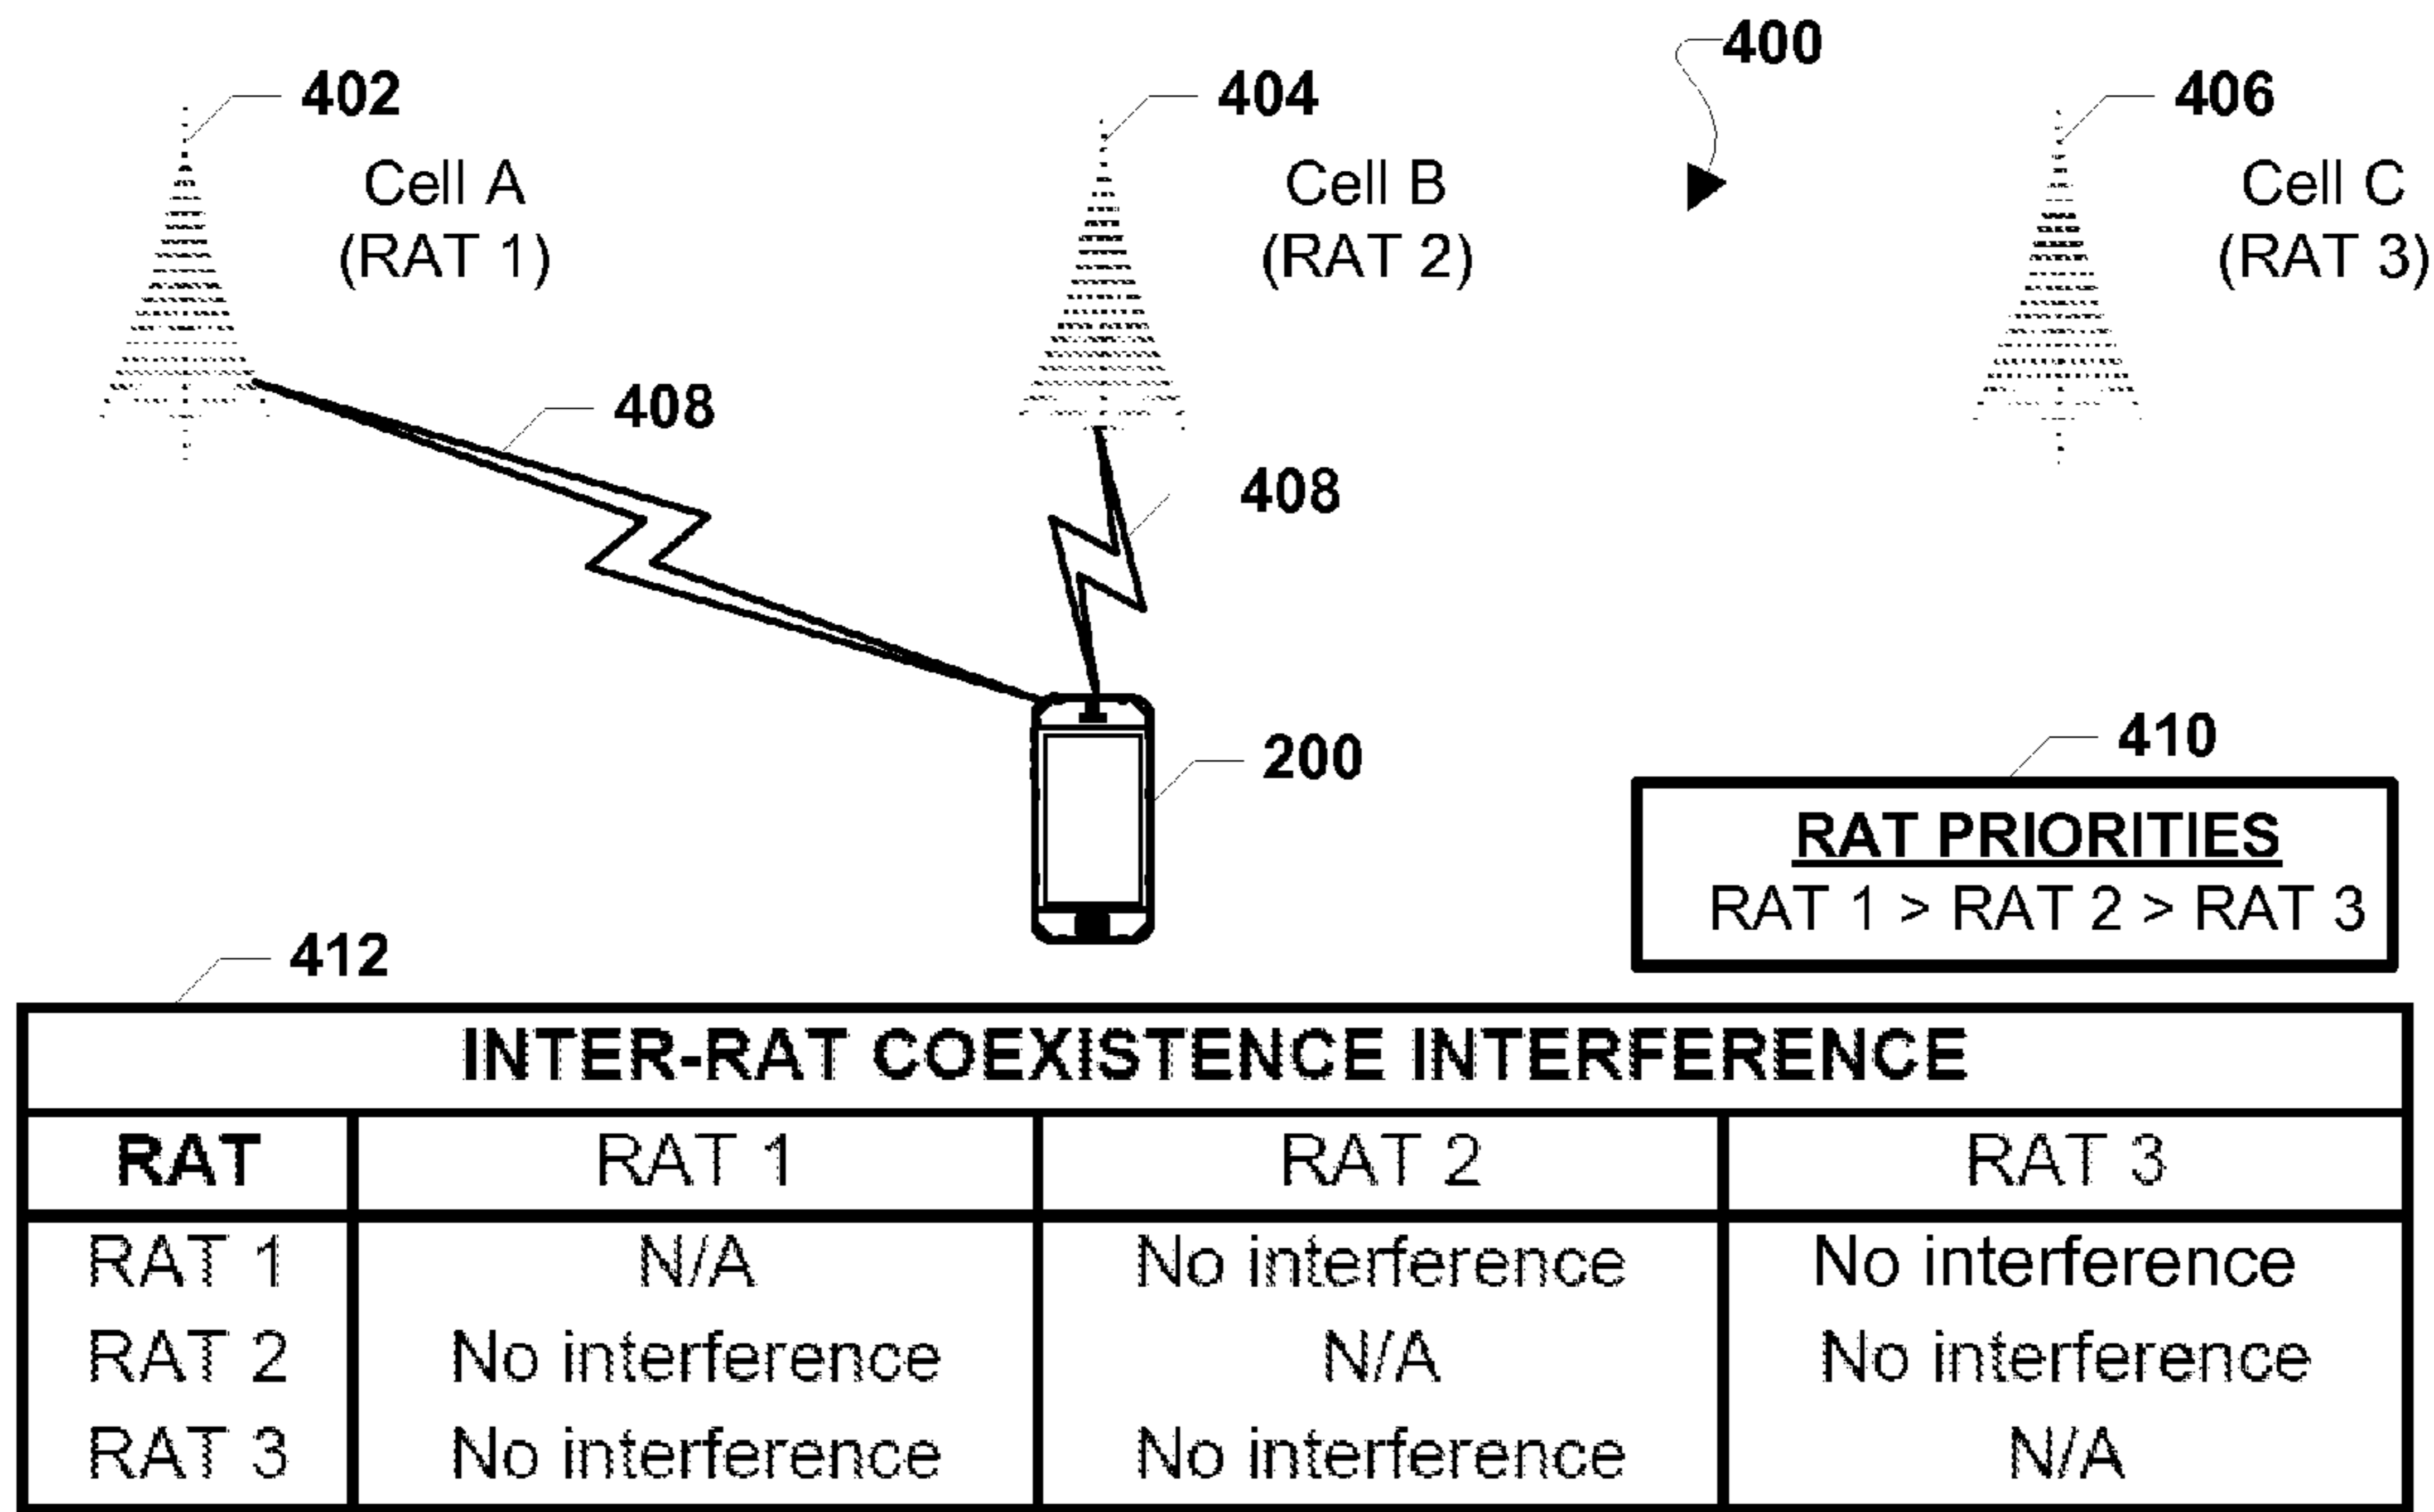 400
402
404
406
Cell A
(RAT 1)
Cell B
(RAT 2)
Cell C
(RAT 3)
408
408
200
410
RAT PRIORITIES
RAT 1 > RAT 2 > RAT 3
412
INTER-RAT COEXISTENCE INTERFERENCE
RAT RAT 1 RAT 2 RAT 3
RAT 1 N/A No interference No interference
RAT 2 No interference N/A No interference
RAT 3 No interference No interference N/A